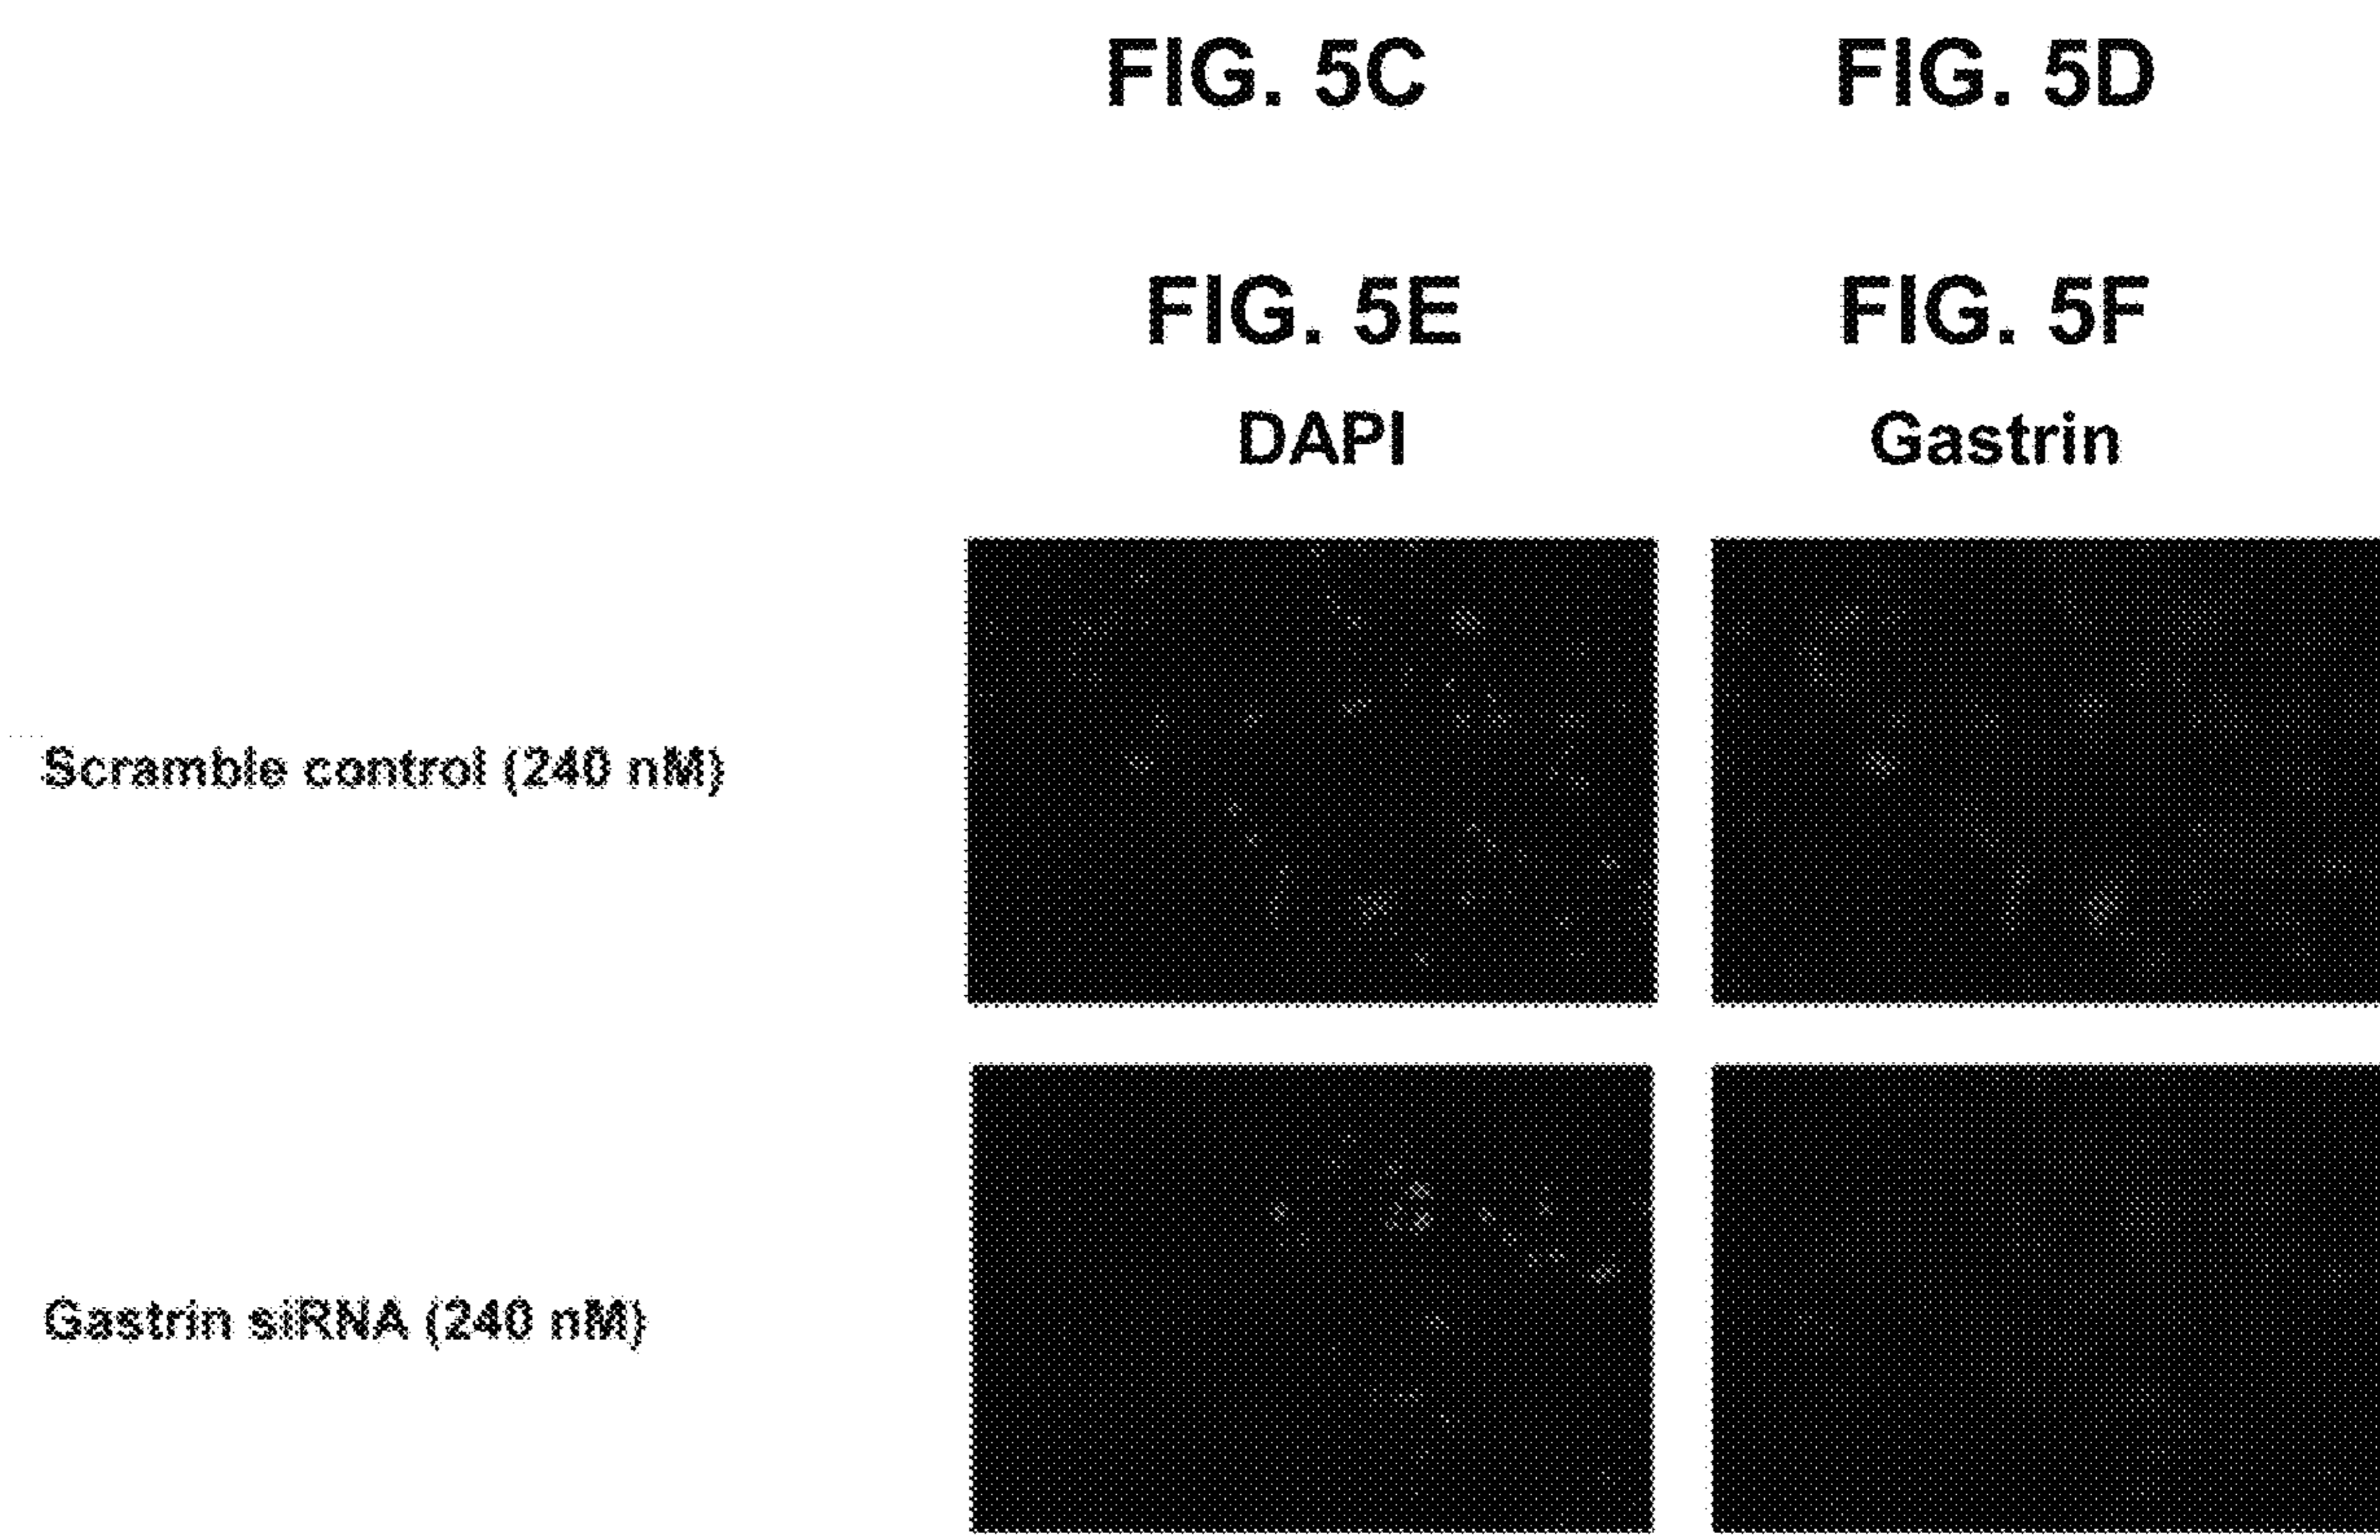 FIG. 5C FIG. 5D
FIG. 5E FIG. 5F
DAPI Gastrin
Scramble control (240 nM)
Gastrin siRNA (240 nM)